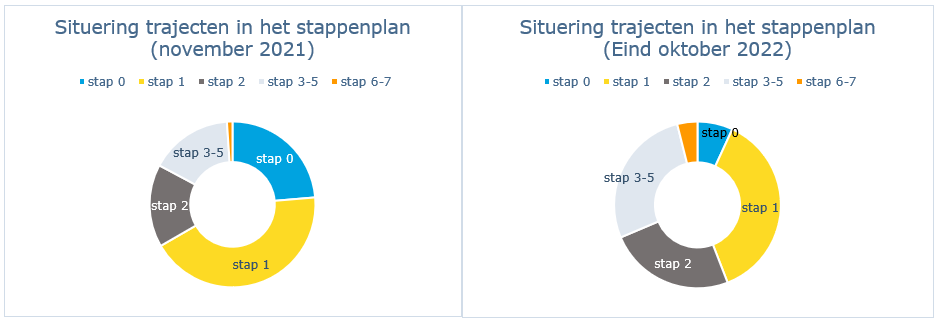 Situering trajecten in het stappenplan
(november 2021)
stap 0 stap 1 stap 2 stap 3-5 stap 6-7
stap 0
stap 3-5
stap 2
stap 1
Situering trajecten in het stappenplan
(Eind oktober 2022)
stap 0 stap 1 stap 2 stap 3-5 stap 6-7
stap 0
stap 3-5
stap 1
stap 2